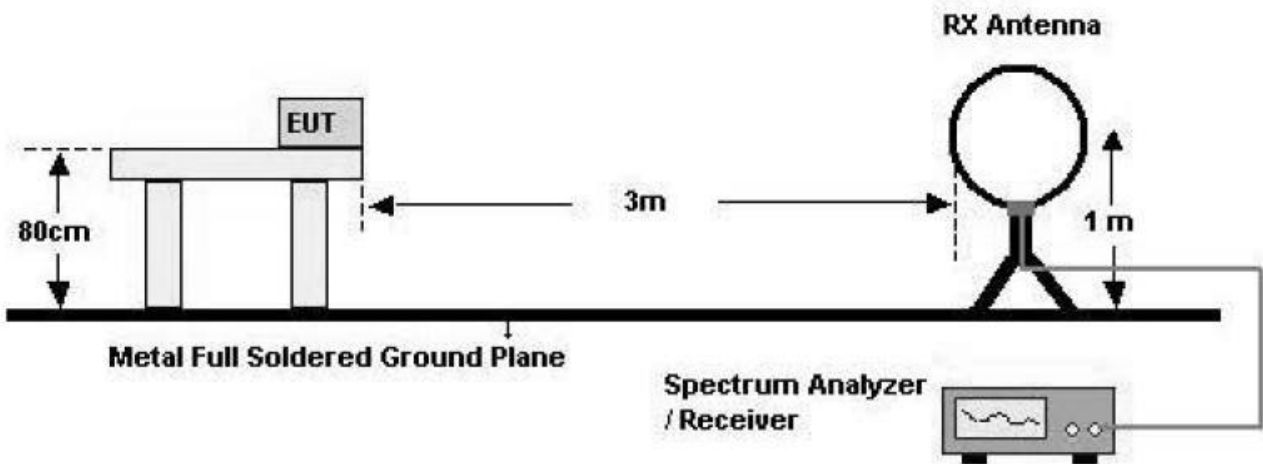 RX Antenna
EUT
3m
80cm
1 m
Metal Full Soldered Ground Plane
Spectrum Analyzer
/ Receiver